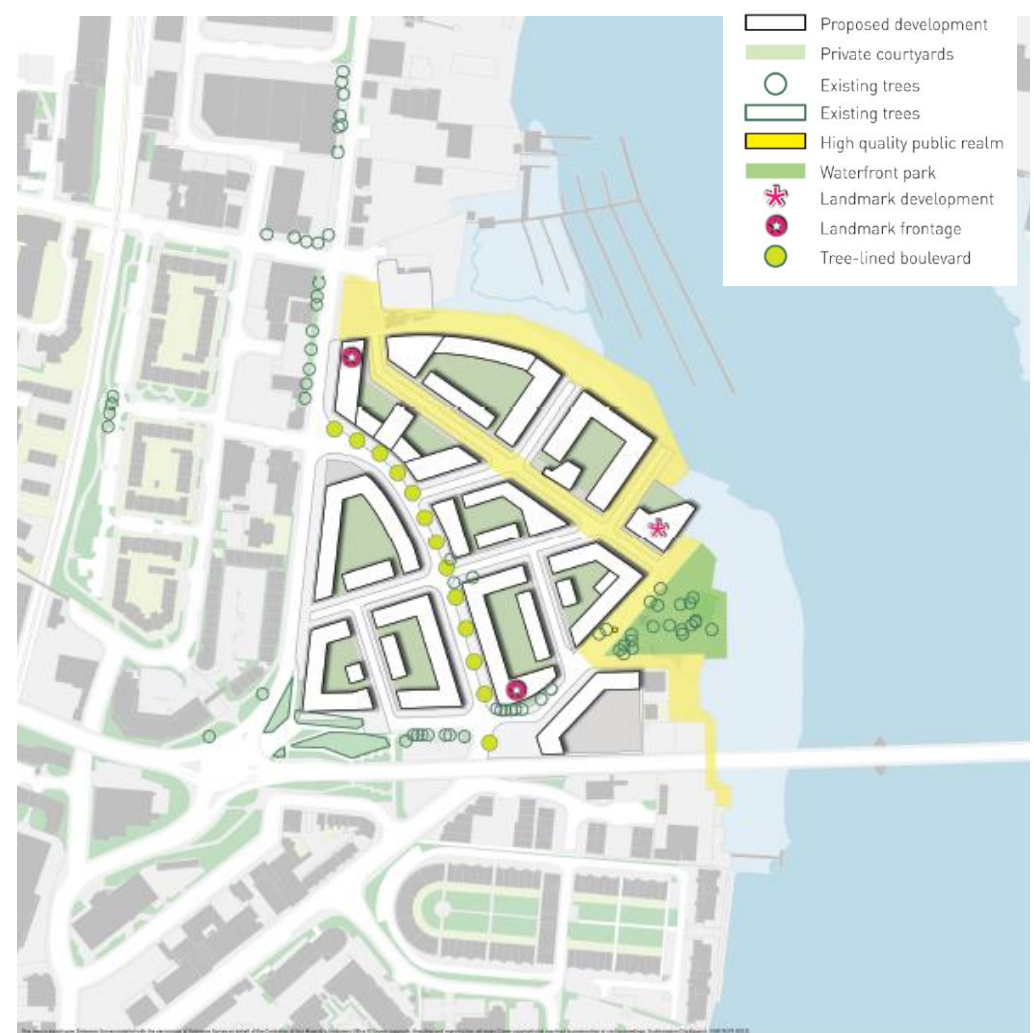 Proposed development
Private courtyards
Existing trees
Existing trees
High quality public realm
Waterfront park
Landmark development
Landmark frontage
Tree-lined boulevard